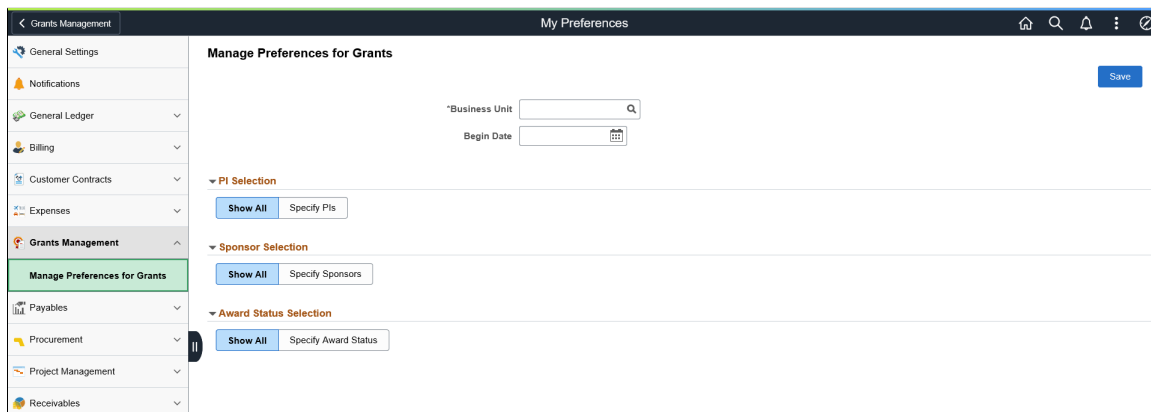 Grants Management
My Preferences
General Settings
Notifications
General Ledger
Billing
Customer Contracts
Expenses
Grants Management
Manage Preferences for Grants
Payables
Procurement
Project Management
Receivables
Manage Preferences for Grants
Save
*Business Unit
Begin Date
PI Selection
Show All Specify PIs
Sponsor Selection
Show All Specify Sponsors
Award Status Selection
Show All Specify Award Status